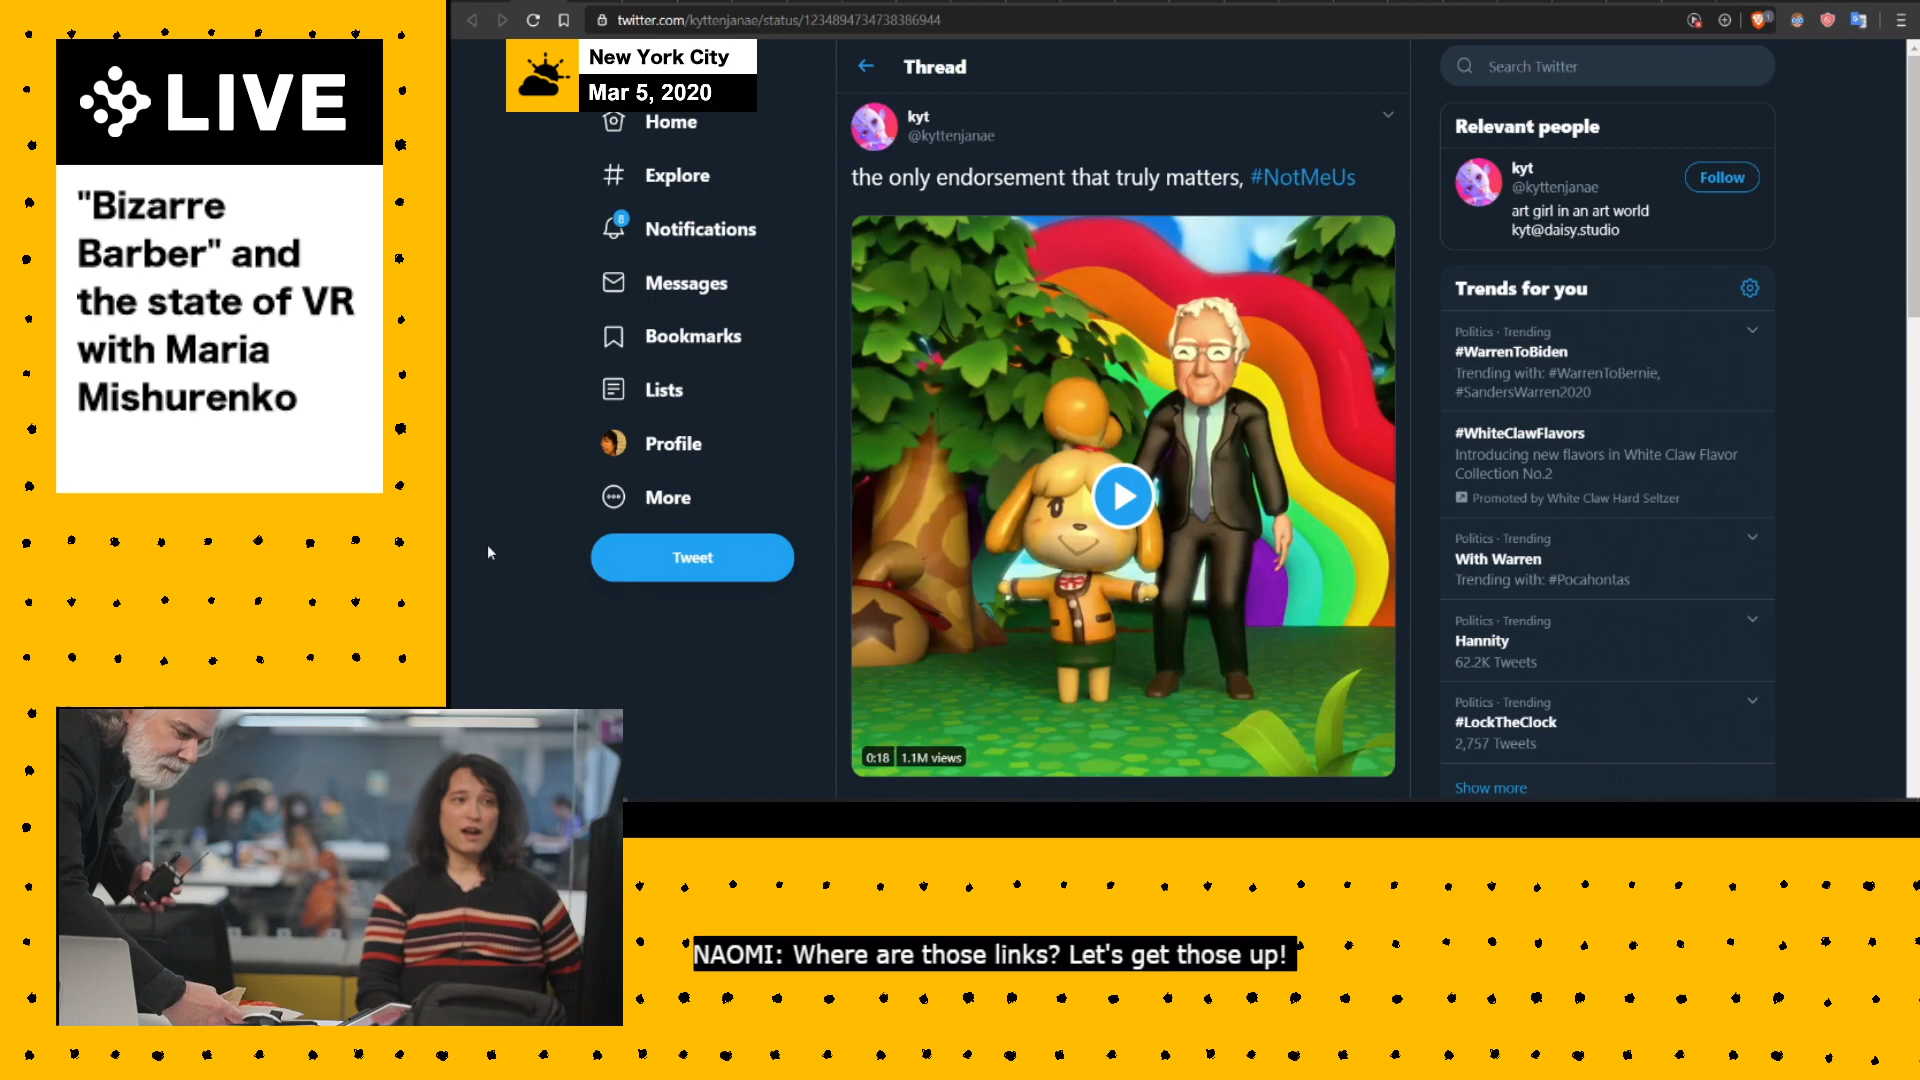 LIVE
"Bizarre
Barber" and
the state of VR
with Maria
Mishurenko
twitter.com/kyttenjanae/status/1234894734738386944
New York City
Mar 5, 2020
Home
Explore
8
Notifications
Messages
Bookmarks
Lists
Profile
More
Tweet
Thread
kyt
@kyttenjanae
the only endorsement that truly matters, #NotMeUs
0:18
1.1M views
Search Twitter
Relevant people
kyt
@kyttenjanae
Follow
art girl in an art world
kyt@daisy.studio
Trends for you
Politics · Trending
#WarrenToBiden
Trending with: #WarrenToBernie,
#SandersWarren2020
#WhiteClawFlavors
Introducing new flavors in White Claw Flavor
Collection No.2
Promoted by White Claw Hard Seltzer
Politics · Trending
With Warren
Trending with: #Pocahontas
Politics · Trending
Hannity
62.2K Tweets
Politics · Trending
#LockTheClock
2,757 Tweets
Show more
NAOMI: Where are those links? Let's get those up!